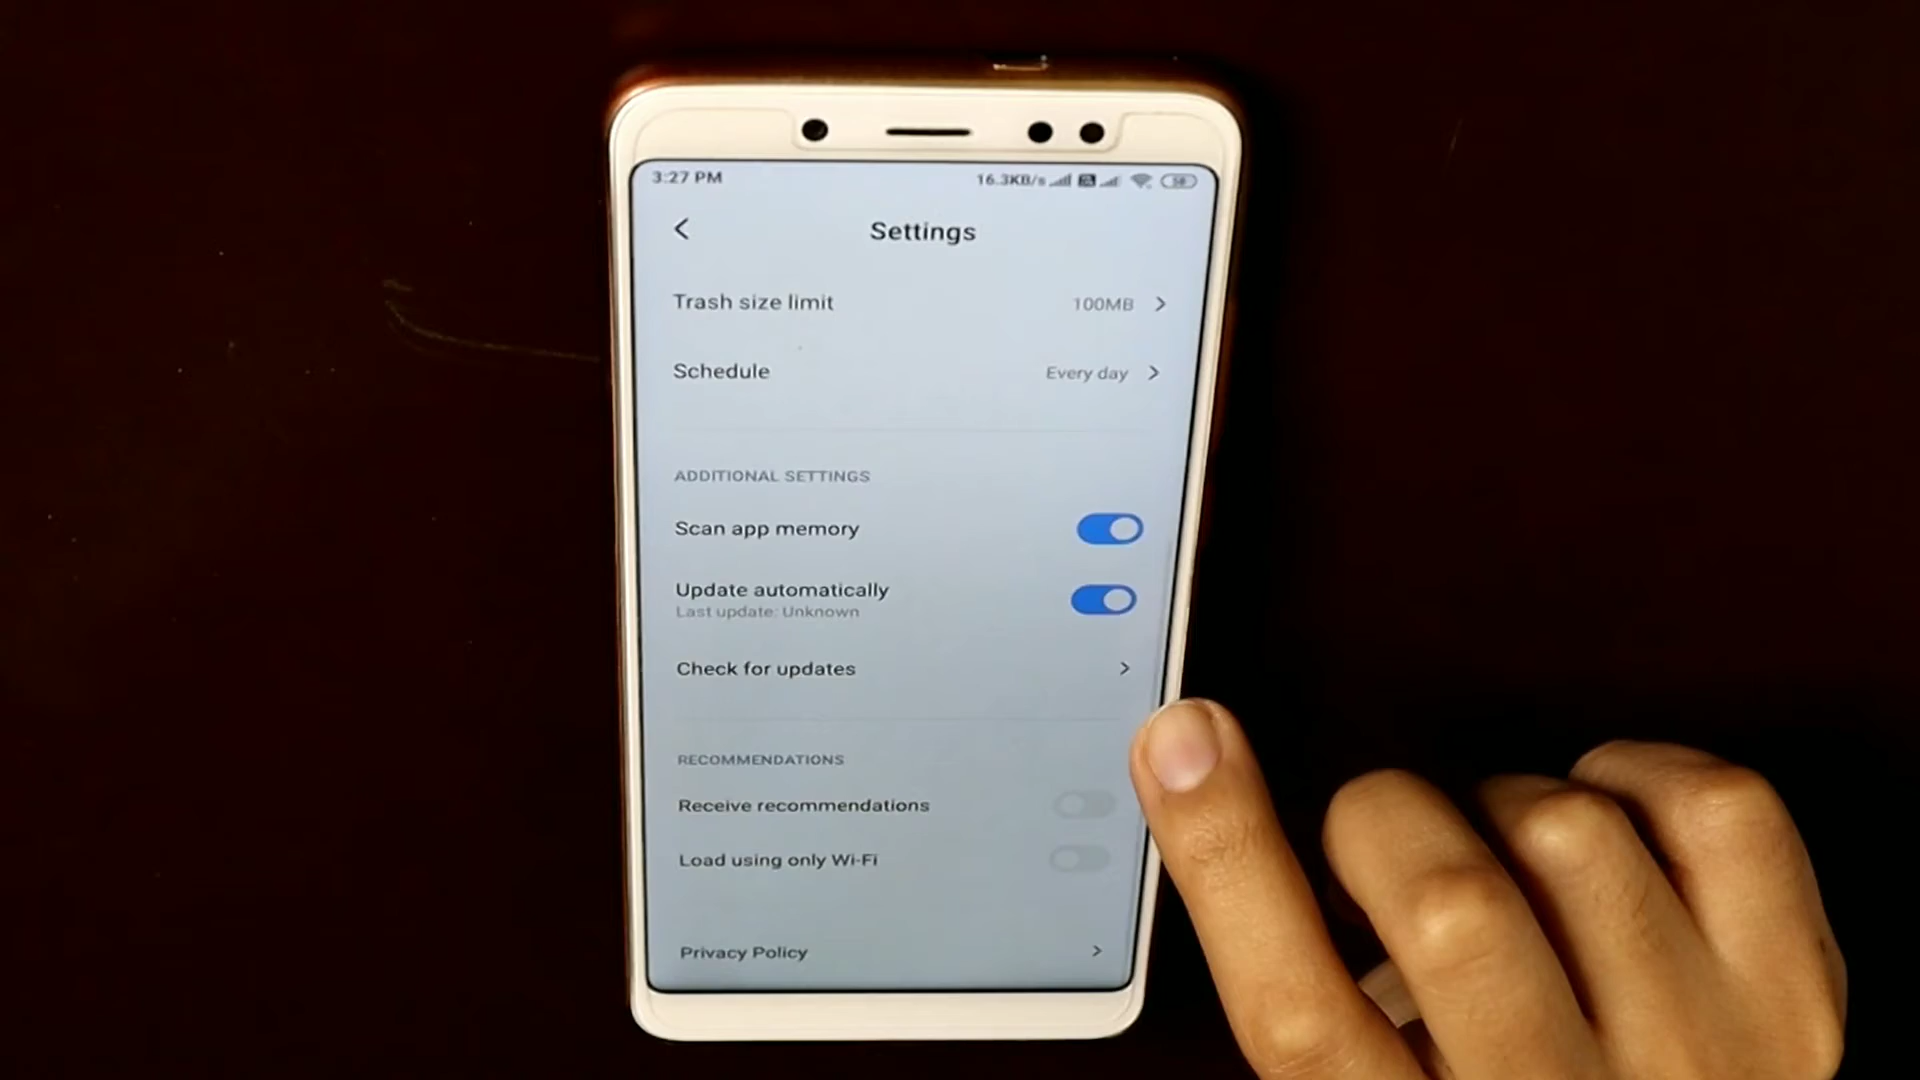 3:27 PM 16.3KB/s 58
Settings
Trash size limit 100MB
Schedule Every day
ADDITIONAL SETTINGS
Scan app memory
Update automatically
Last update: Unknown
Check for updates
RECOMMENDATIONS
Receive recommendations
Load using only Wi-Fi
Privacy Policy